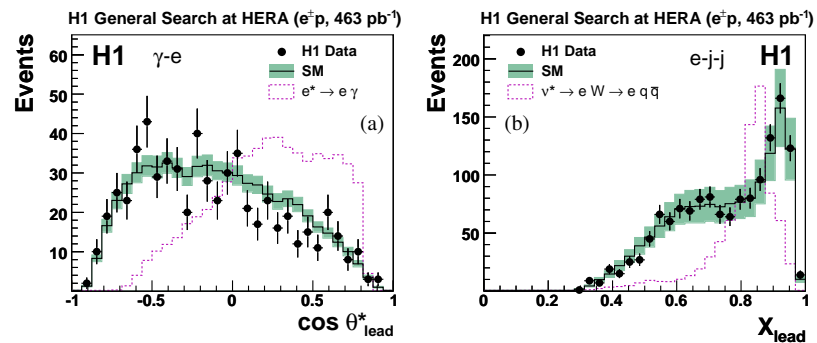 H1 General Search at HERA (e±p, 463 pb-1)
H1
γ-e
H1 Data
SM
e* → e γ
(a)
Events
60
50
40
30
20
10
-1
-0.5
0
0.5
1
cos θ*lead
H1 General Search at HERA (e±p, 463 pb-1)
e-j-j
H1
H1 Data
SM
ν* → e W → e q q̄
(b)
Events
200
150
100
50
0
0
0.2
0.4
0.6
0.8
1
Xlead